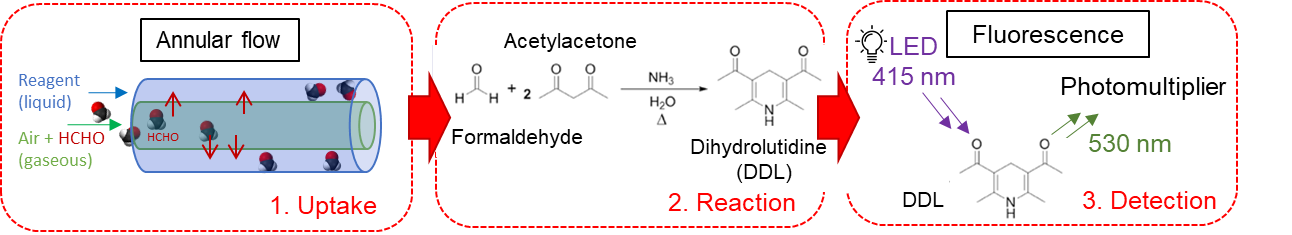 Annular flow
Reagent
(liquid)
Air + HCHO
(gaseous)
HCHO
1. Uptake
Acetylacetone
O
H H
+ 2
O O
NH3
H2O
Δ
O O
N
H
Formaldehyde
Dihydrolutidine
(DDL)
2. Reaction
Fluorescence
LED
415 nm
Photomultiplier
530 nm
O O
N
H
DDL
3. Detection